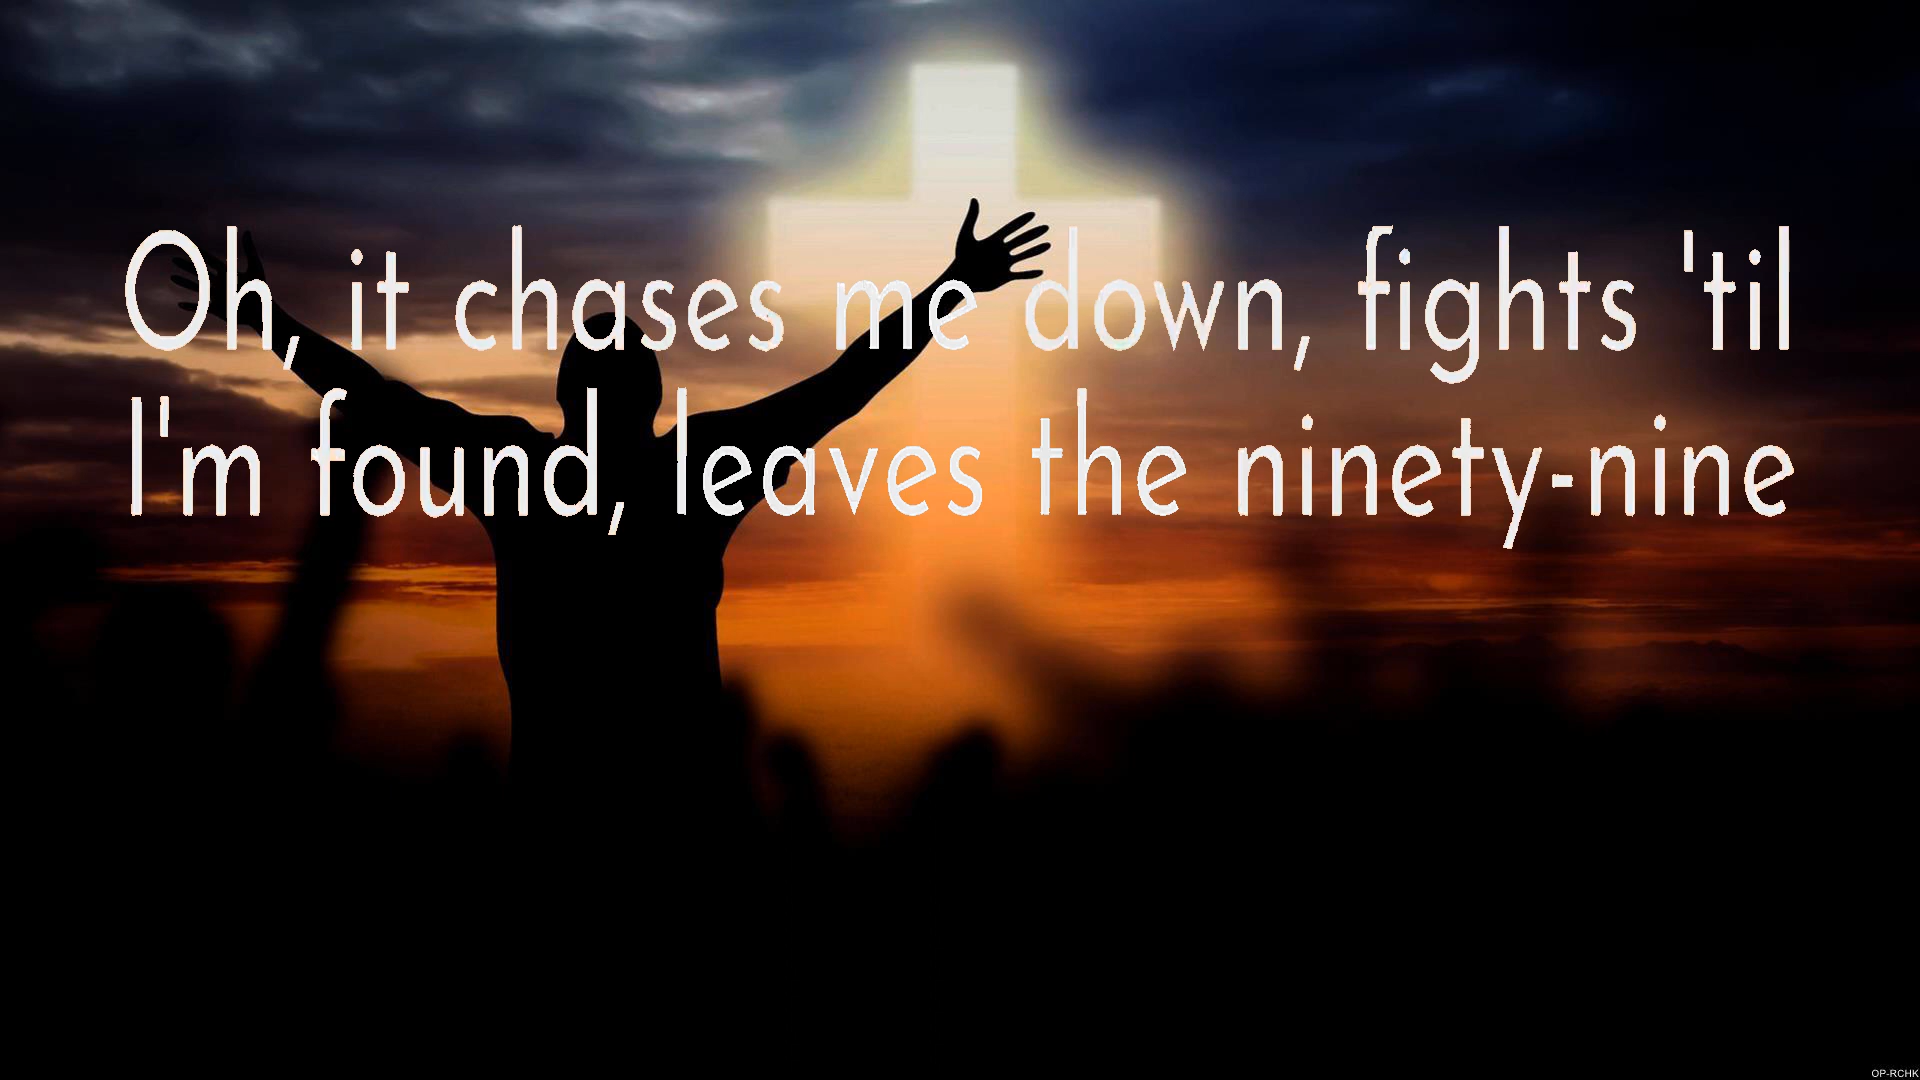 Oh, it chases me down, fights 'til
I'm found, leaves the ninety-nine
OP-RCHK